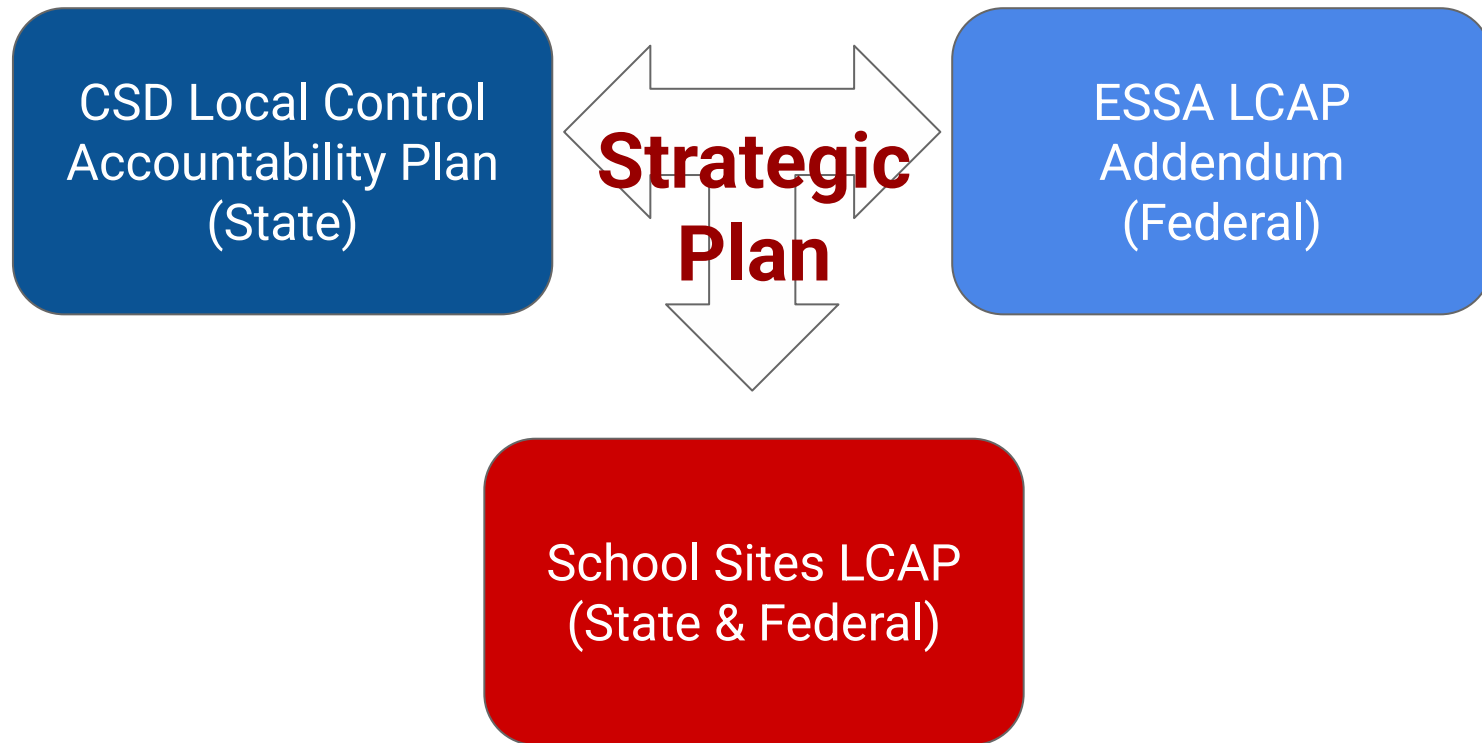 CSD Local Control
Accountability Plan
(State)
Strategic
Plan
ESSA LCAP
Addendum
(Federal)
School Sites LCAP
(State & Federal)